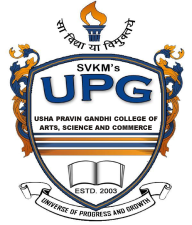 सा विद्या या विमुक्तये
SVKM's
UPG
USHA PRAVIN GANDHI COLLEGE OF
ARTS, SCIENCE AND COMMERCE
ESTD. 2003
UNIVERSE OF PROGRESS AND GROWTH